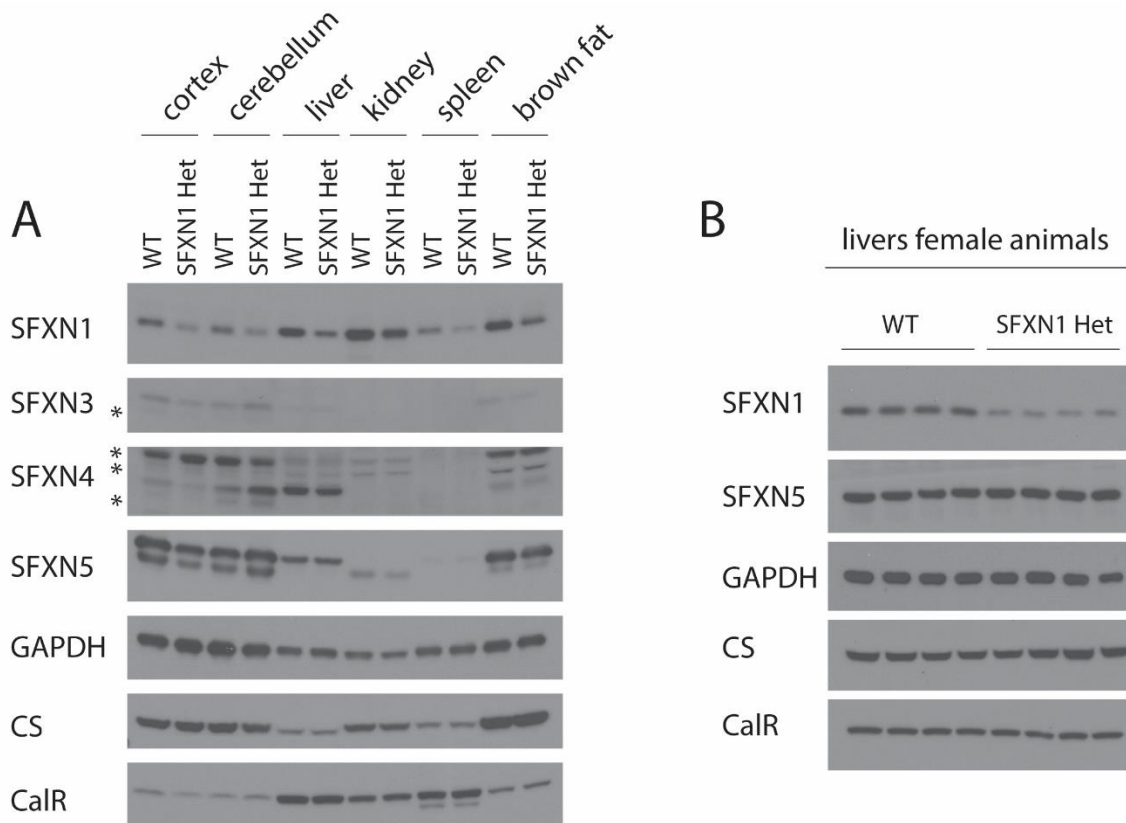 A
cortex
cerebellum
liver
kidney
spleen
brown fat
WT
SFXN1 Het
WT
SFXN1 Het
WT
SFXN1 Het
WT
SFXN1 Het
WT
SFXN1 Het
WT
SFXN1 Het
SFXN1
SFXN3
*
*
*
SFXN4
*
SFXN5
GAPDH
CS
CalR
B
livers female animals
WT
SFXN1 Het
SFXN1
SFXN5
GAPDH
CS
CalR